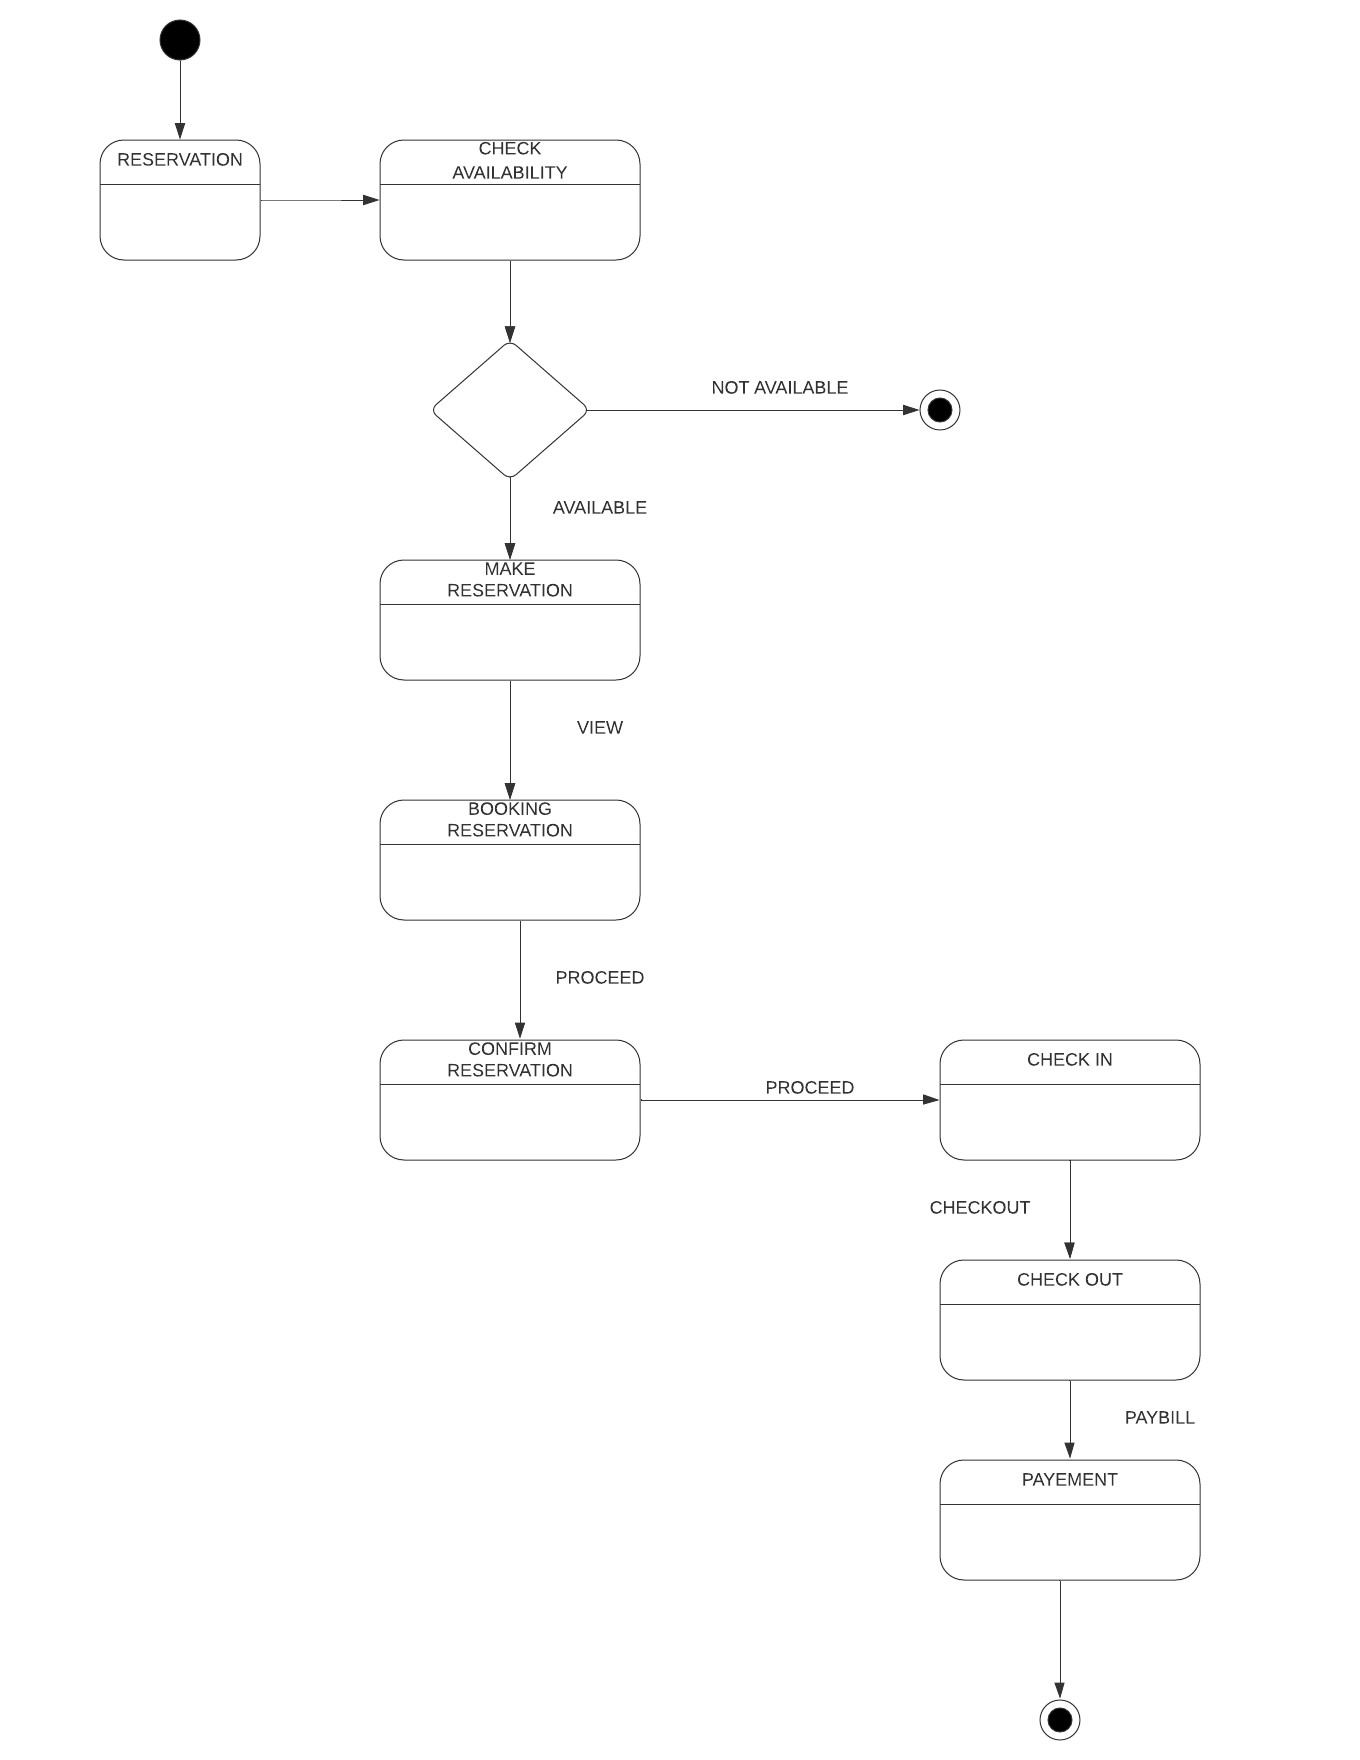 RESERVATION
CHECK
AVAILABILITY
NOT AVAILABLE
AVAILABLE
MAKE
RESERVATION
VIEW
BOOKING
RESERVATION
PROCEED
CONFIRM
RESERVATION
PROCEED
CHECK IN
CHECKOUT
CHECK OUT
PAYBILL
PAYEMENT